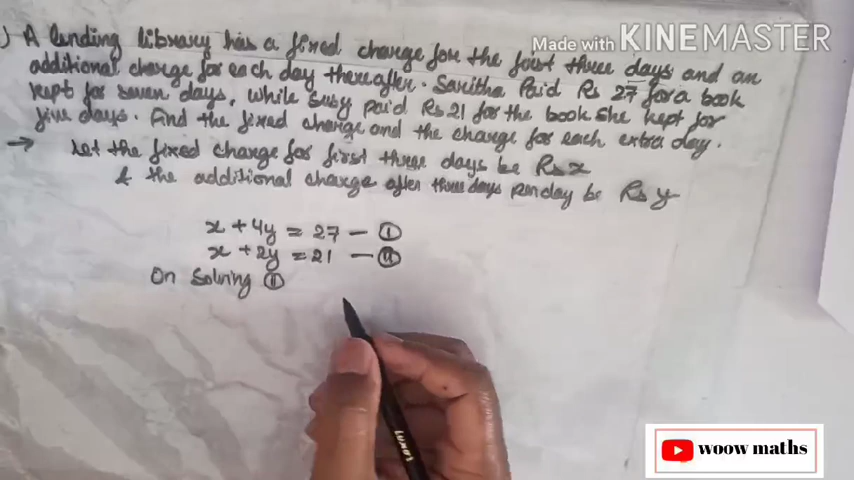 ) A lending library has a fixed charge for the first three days and an
additional charge for each day thereafter. Saritha Paid Rs 27 for a book
kept for seven days, while susy paid Rs 21 for the book she kept for
five days. Find the fixed charge and the charge for each extra day.
→ Let the fixed charge for first three days be Rs x
& the additional charge after three days per day be Rs y
x + 4y = 27 — (I)
x + 2y = 21 — (II)
On Solving (II)
Made with KINEMASTER
LUXOR
woow maths